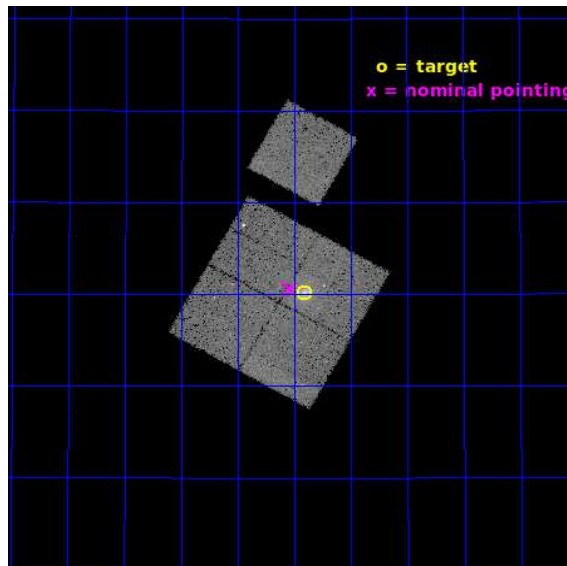 o = target
x = nominal pointing